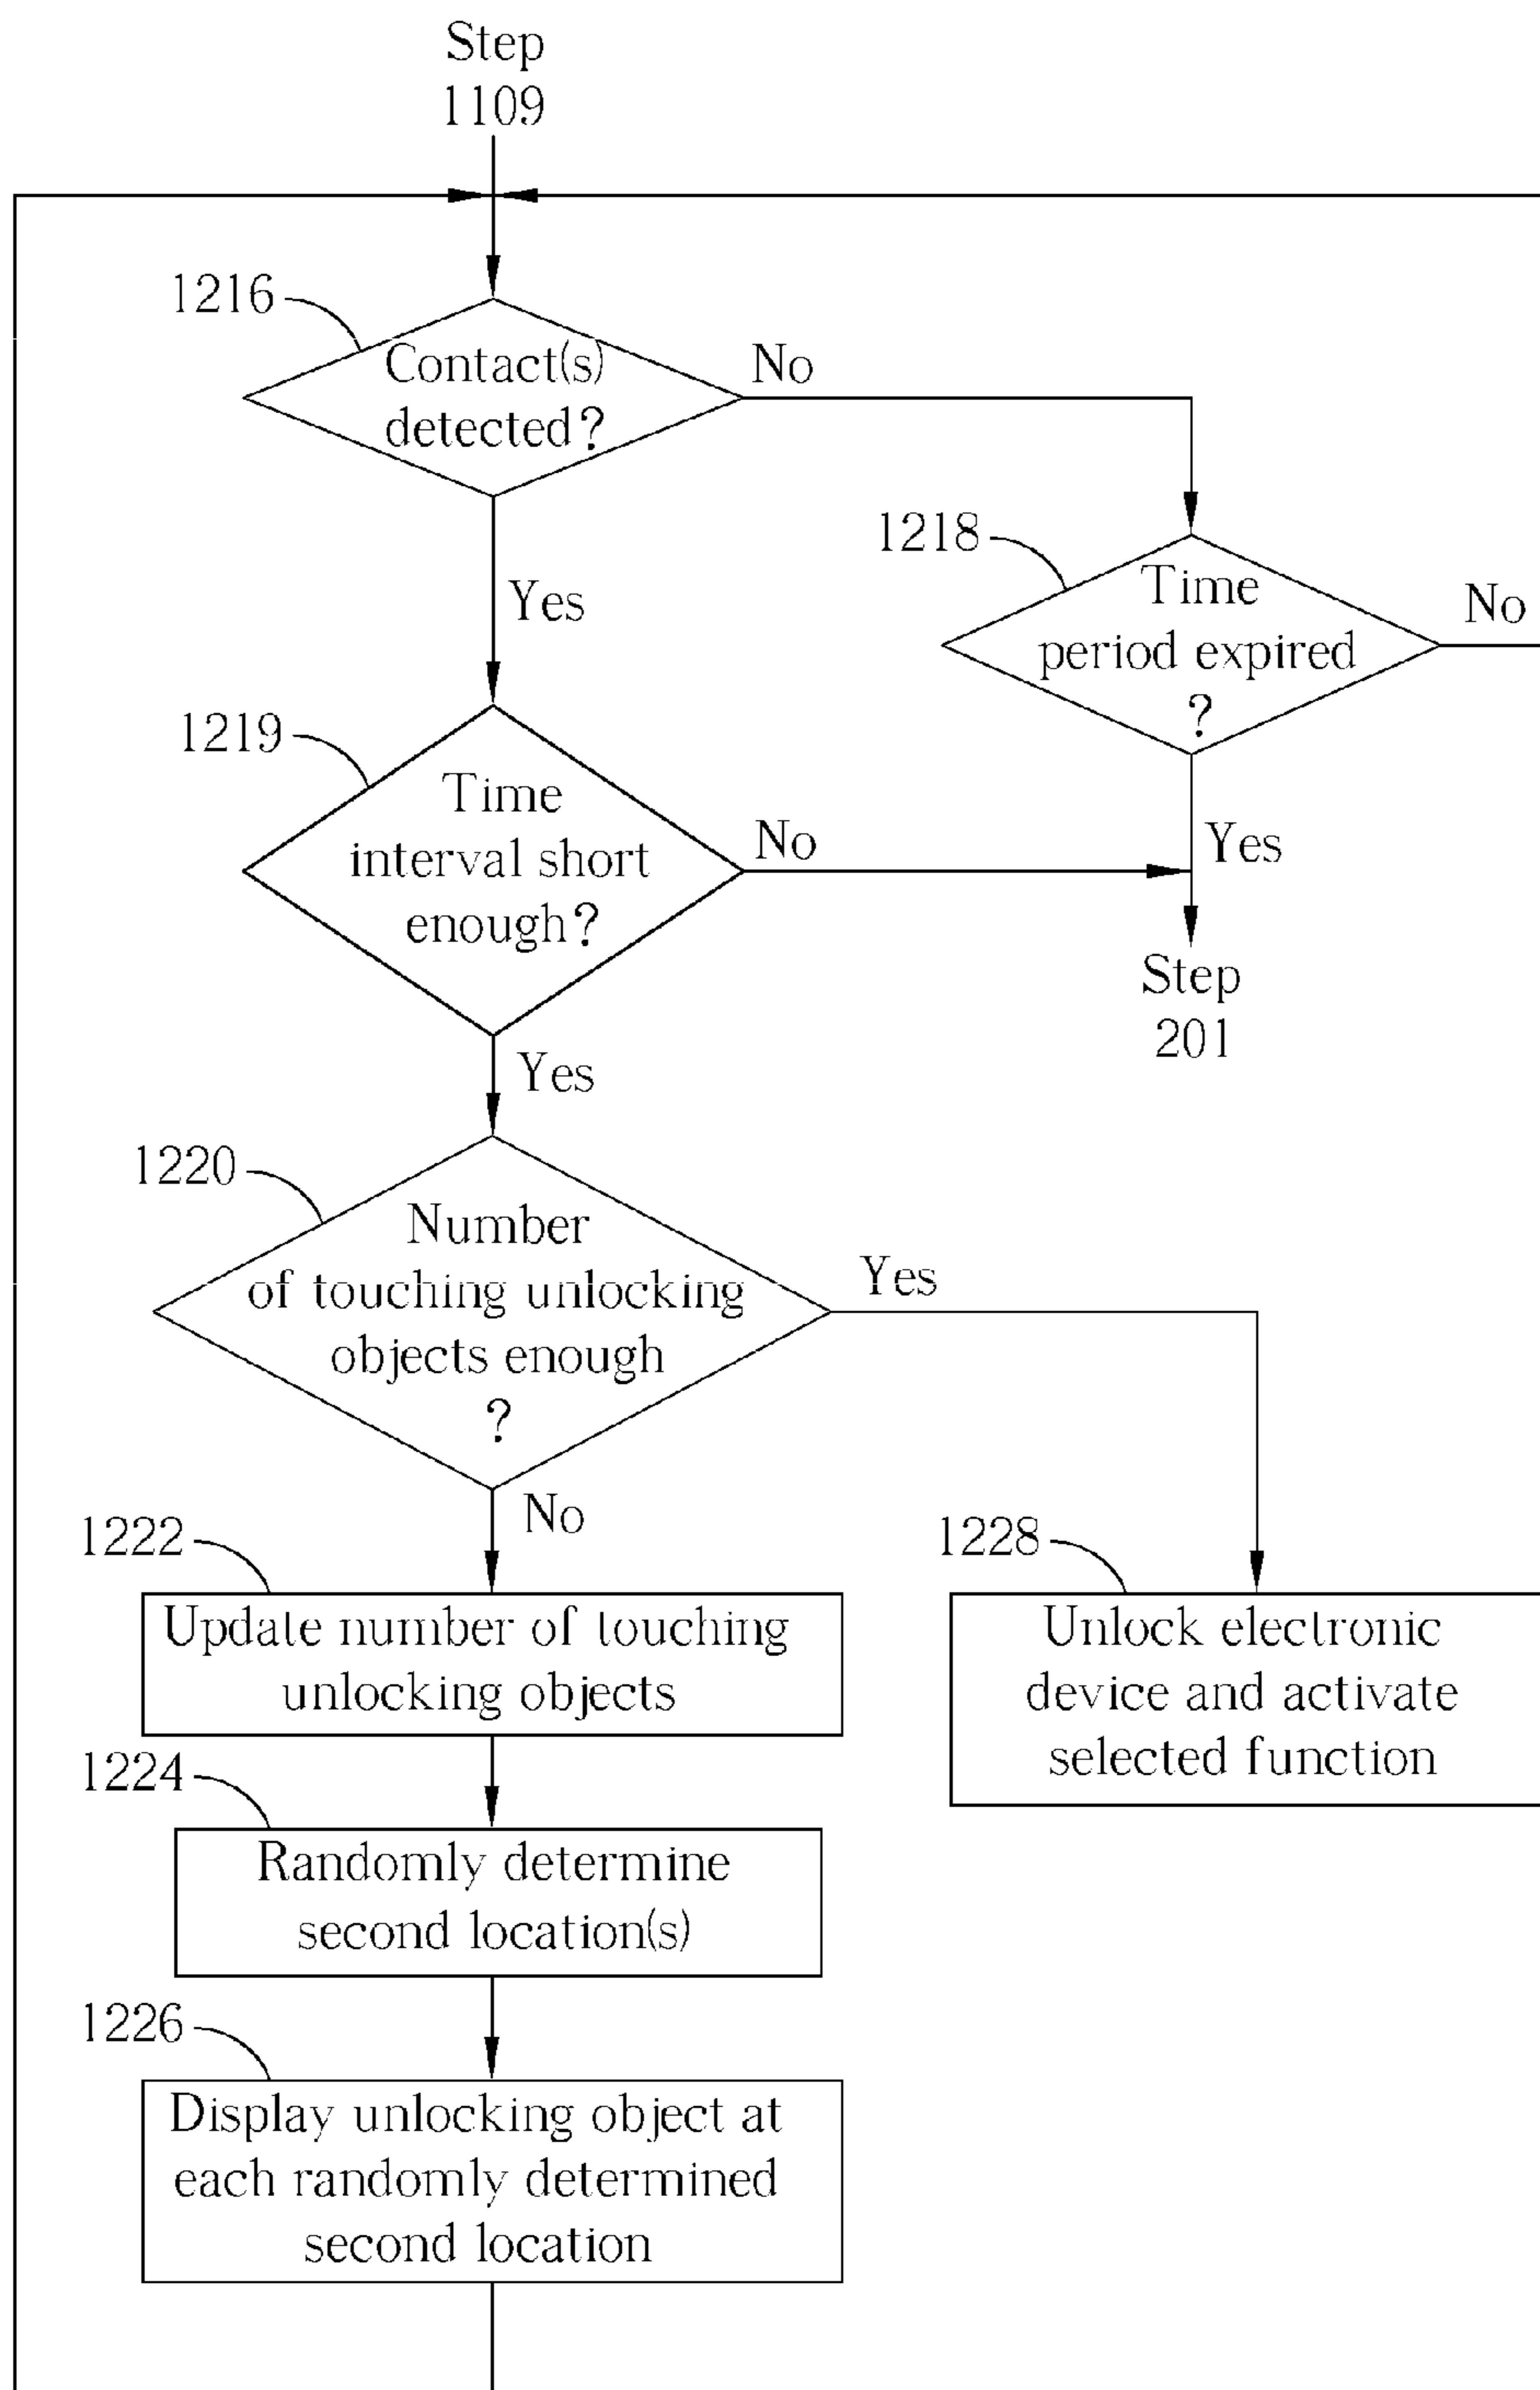 Step
1109
1216
Contact(s)
detected?
No
1218
Time
period expired
?
No
Yes
1219
Time
interval short
enough?
No
Yes
Step
201
Yes
1220
Number
of touching unlocking
objects enough
?
Yes
No
1222
Update number of touching
unlocking objects
1228
Unlock electronic
device and activate
selected function
1224
Randomly determine
second location(s)
1226
Display unlocking object at
each randomly determined
second location